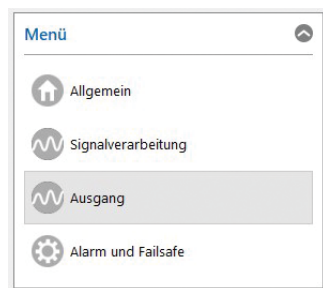 Menü
Allgemein
Signalverarbeitung
Ausgang
Alarm und Failsafe